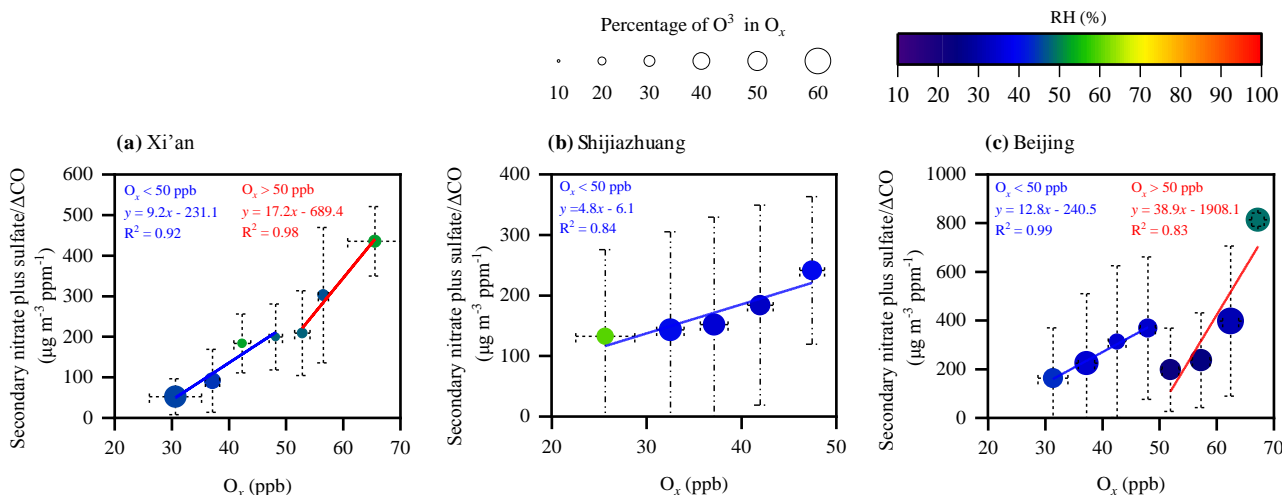 Percentage of O³ in Oₓ
10 20 30 40 50 60
RH (%)
10 20 30 40 50 60 70 80 90 100
(a) Xi’an
Secondary nitrate plus sulfate/ΔCO
(μg m⁻³ ppm⁻¹)
600
500
400
300
200
100
0
Oₓ < 50 ppb
y = 9.2x - 231.1
R² = 0.92
Oₓ > 50 ppb
y = 17.2x - 689.4
R² = 0.98
20 30 40 50 60 70
Oₓ (ppb)
(b) Shijiazhuang
Secondary nitrate plus sulfate/ΔCO
(μg m⁻³ ppm⁻¹)
400
300
200
100
0
Oₓ < 50 ppb
y =4.8x - 6.1
R² = 0.84
20 30 40 50
Oₓ (ppb)
(c) Beijing
Secondary nitrate plus sulfate/ΔCO
(μg m⁻³ ppm⁻¹)
1000
800
600
400
200
0
Oₓ < 50 ppb
y = 12.8x - 240.5
R² = 0.99
Oₓ > 50 ppb
y = 38.9x - 1908.1
R² = 0.83
20 30 40 50 60 70
Oₓ (ppb)